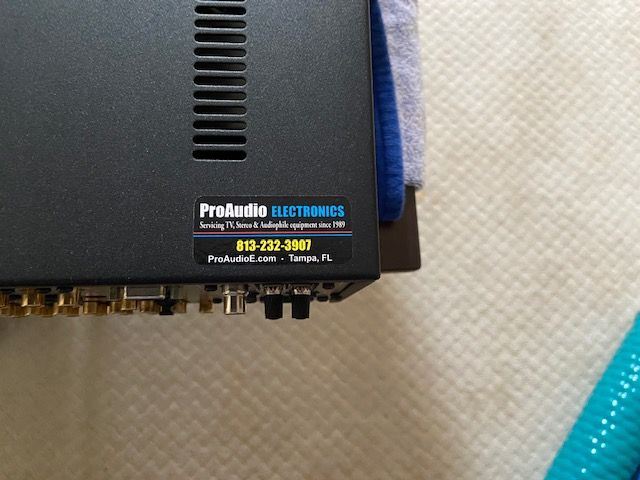 ProAudio ELECTRONICS
Servicing TV, Stereo & Audiophile equipment since 1989
813-232-3907
ProAudioE.com - Tampa, FL